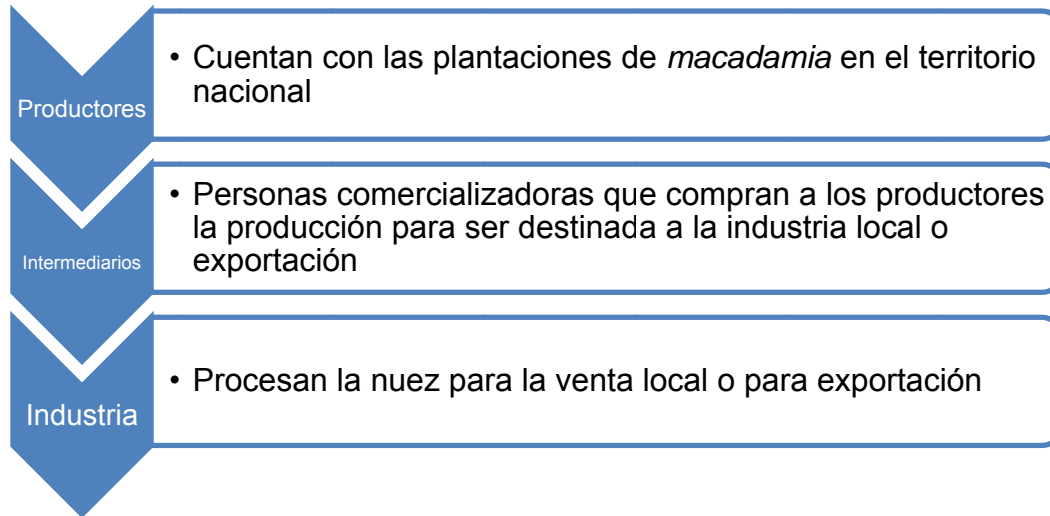 Productores
• Cuentan con las plantaciones de macadamia en el territorio
nacional
Intermediarios
• Personas comercializadoras que compran a los productores
la producción para ser destinada a la industria local o
exportación
Industria
• Procesan la nuez para la venta local o para exportación